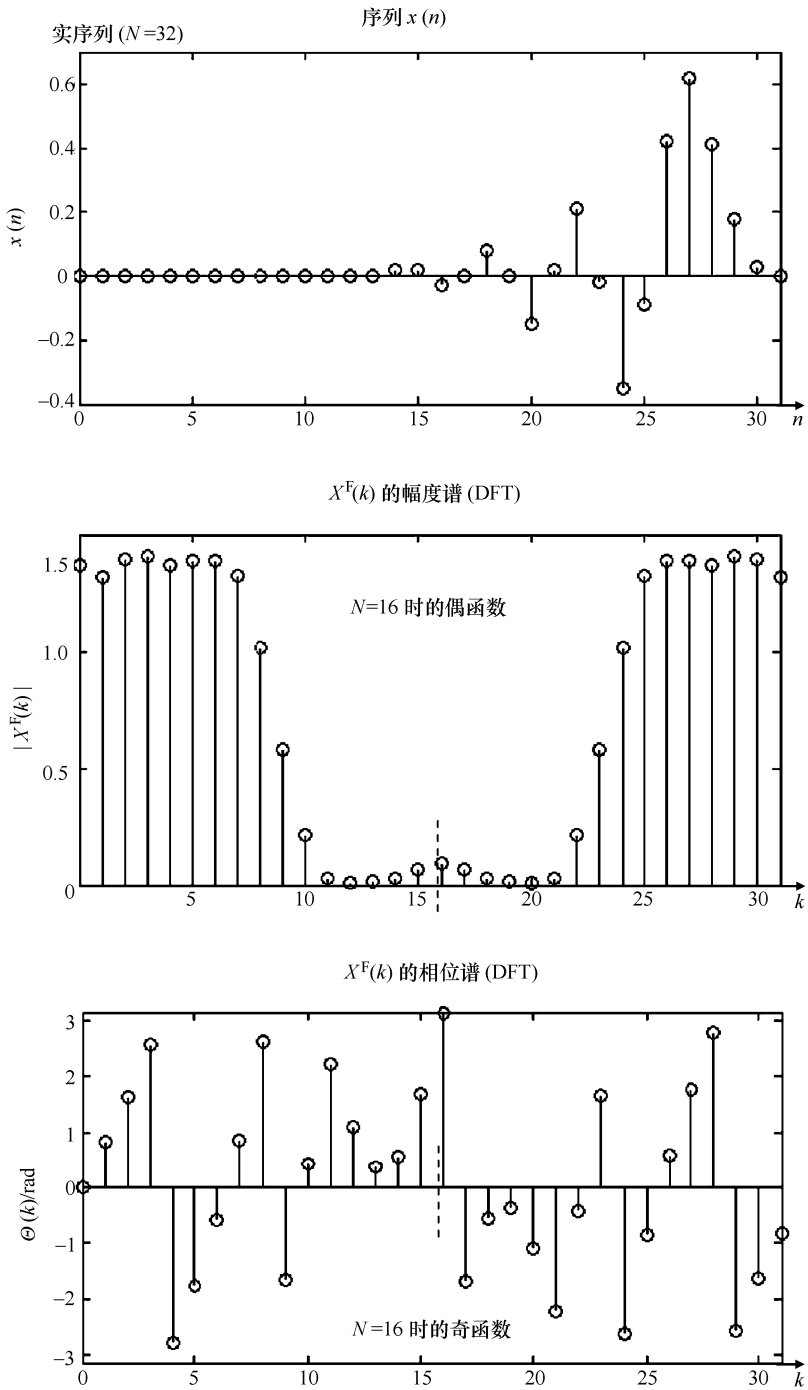 序列 x (n)
实序列 (N =32)
0.6
0.4
0.2
0
−0.2
−0.4
x (n)
0 5 10 15 20 25 30 n
X^F(k) 的幅度谱 (DFT)
1.5
1.0
0.5
0
| X^F(k) |
N=16 时的偶函数
5 10 15 20 25 30 k
X^F(k) 的相位谱 (DFT)
3
2
1
0
−1
−2
−3
Θ (k)/rad
N =16 时的奇函数
0 5 10 15 20 25 30 k